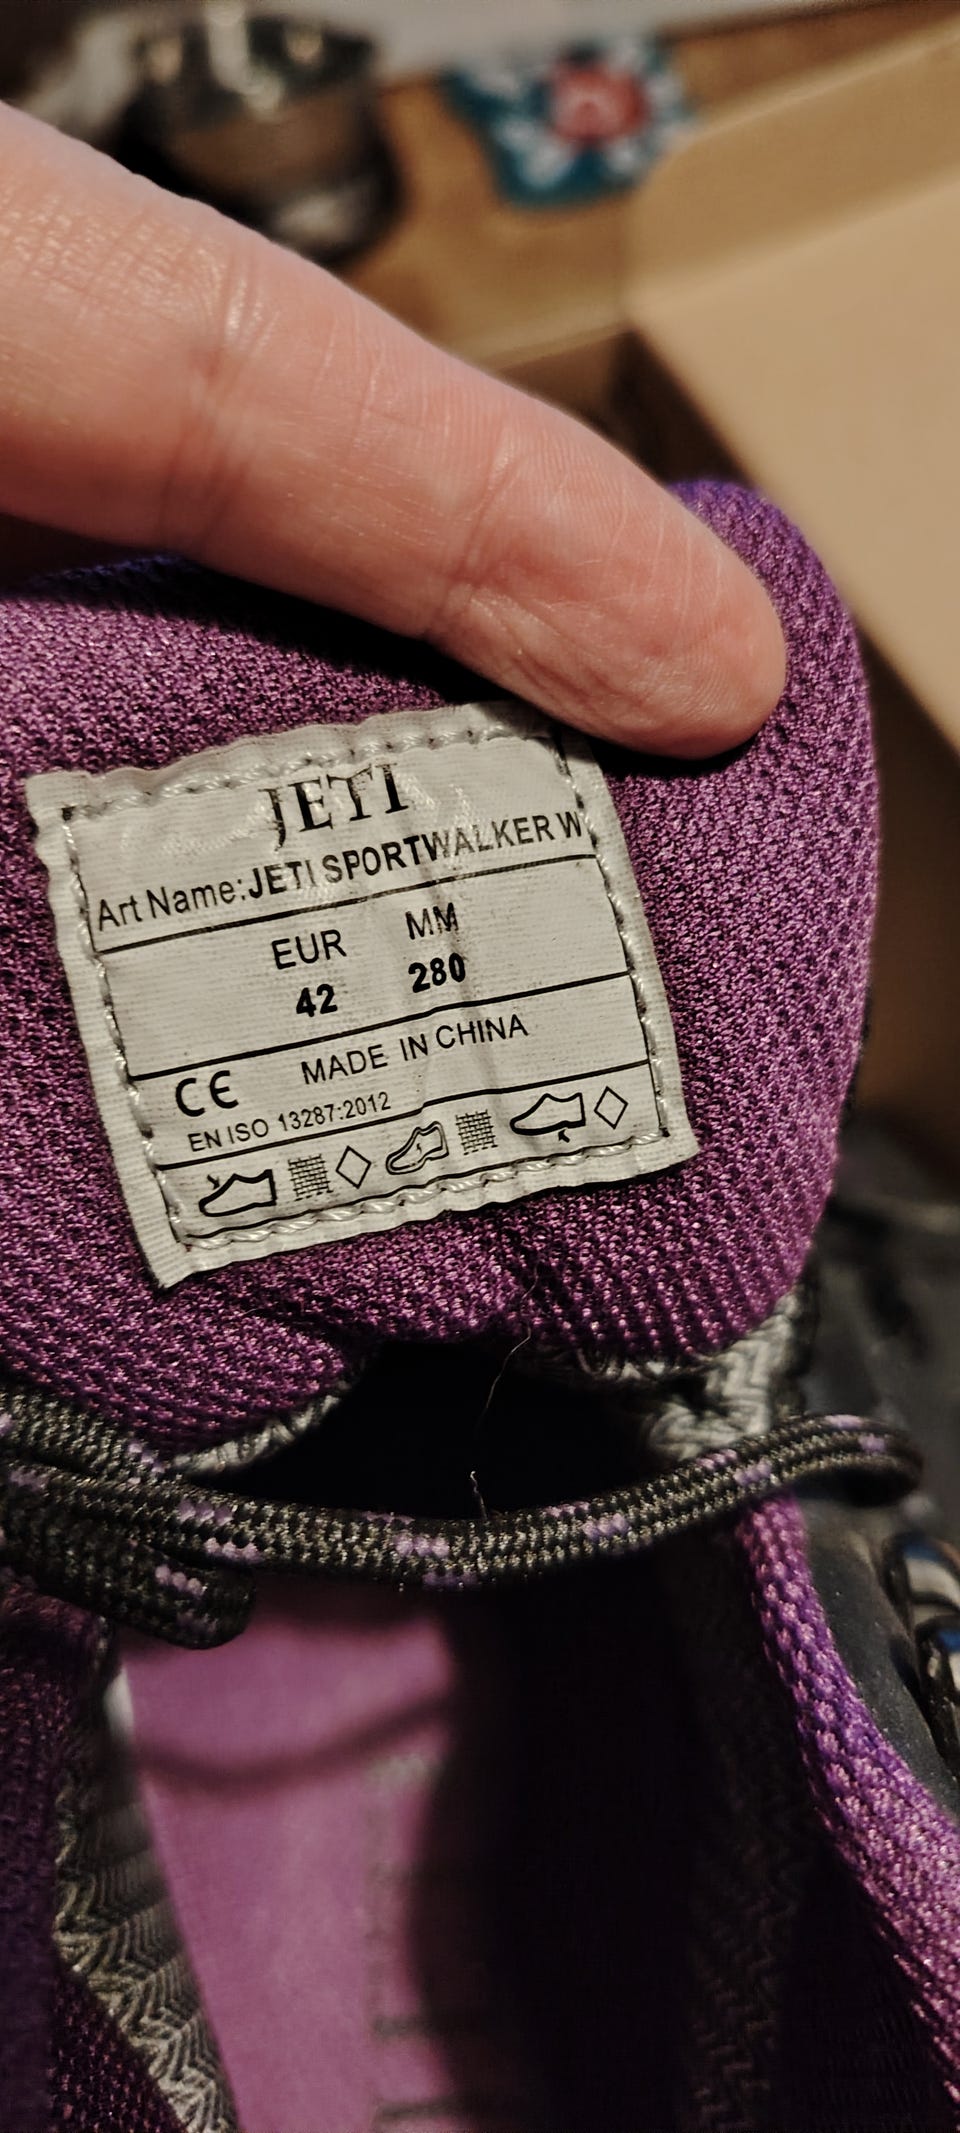 JETI
Art Name:JETI SPORTWALKER W
EUR MM
42 280
CE MADE IN CHINA
EN ISO 13287:2012